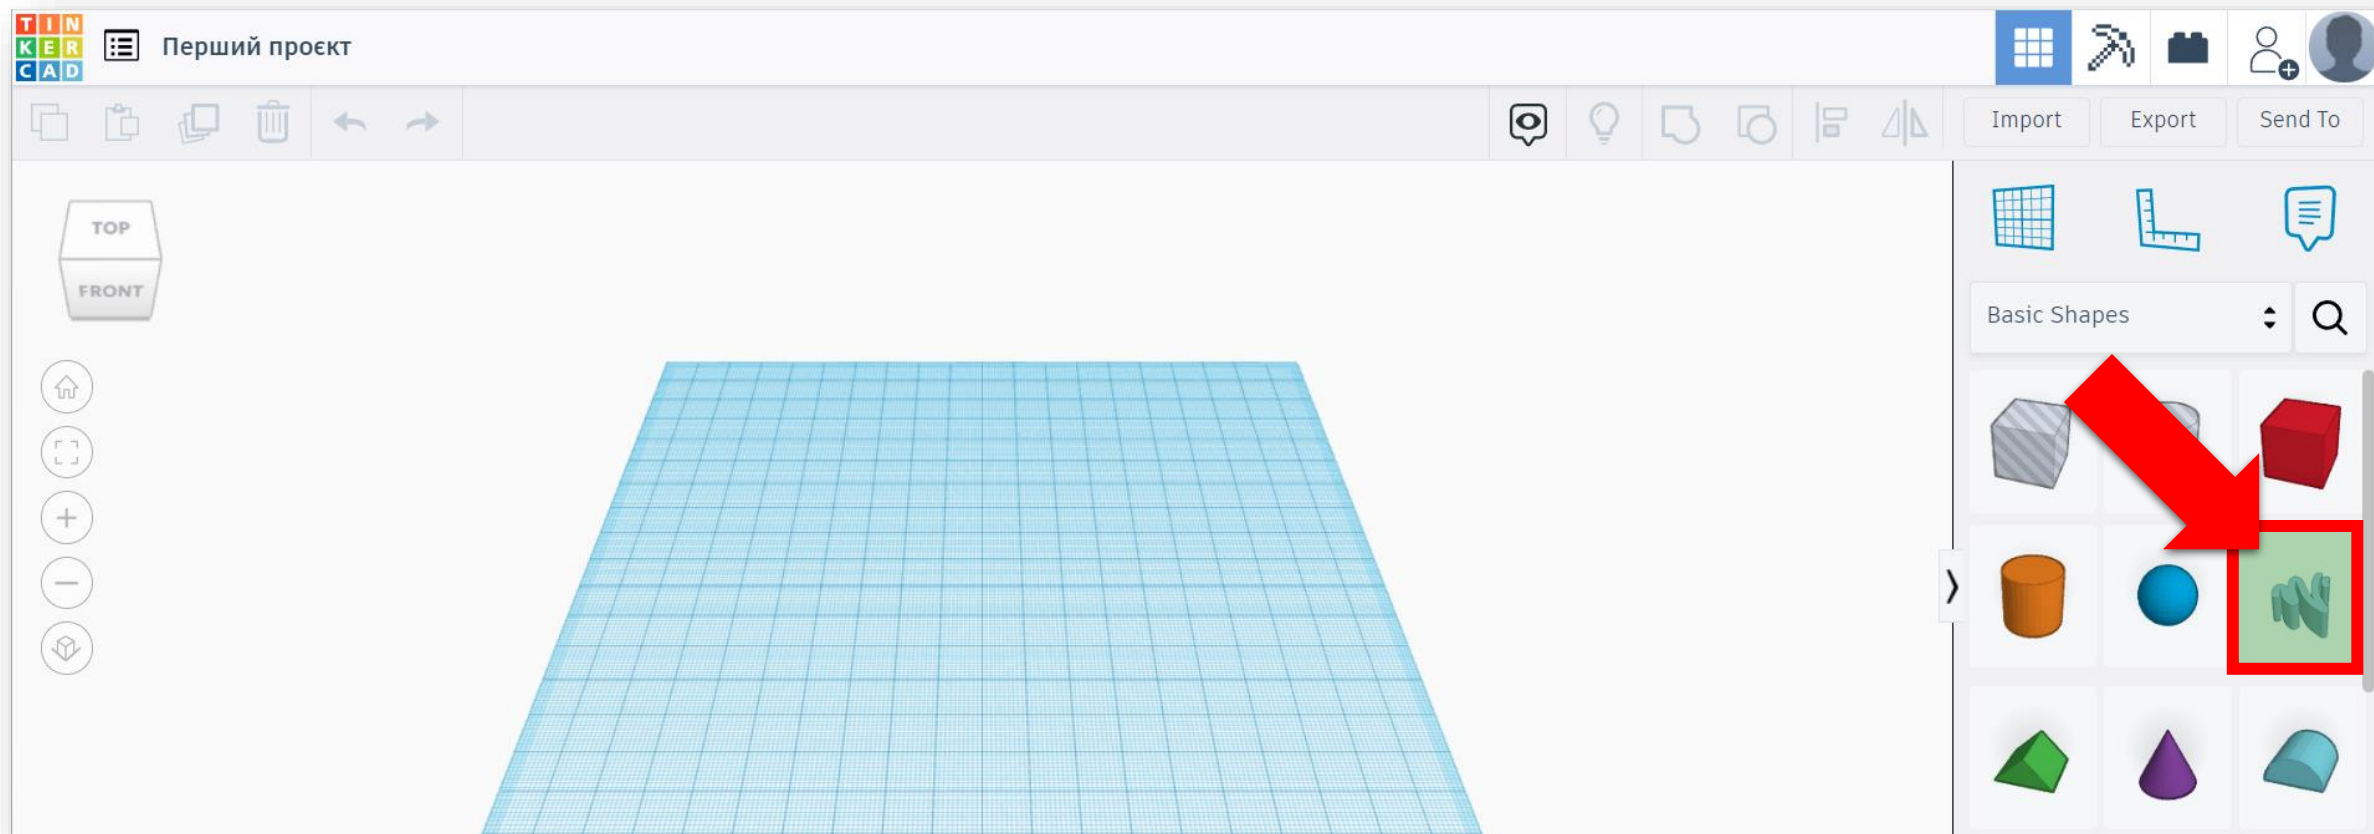 TIN
KER
CAD
Перший проєкт
Import
Export
Send To
TOP
FRONT
Basic Shapes